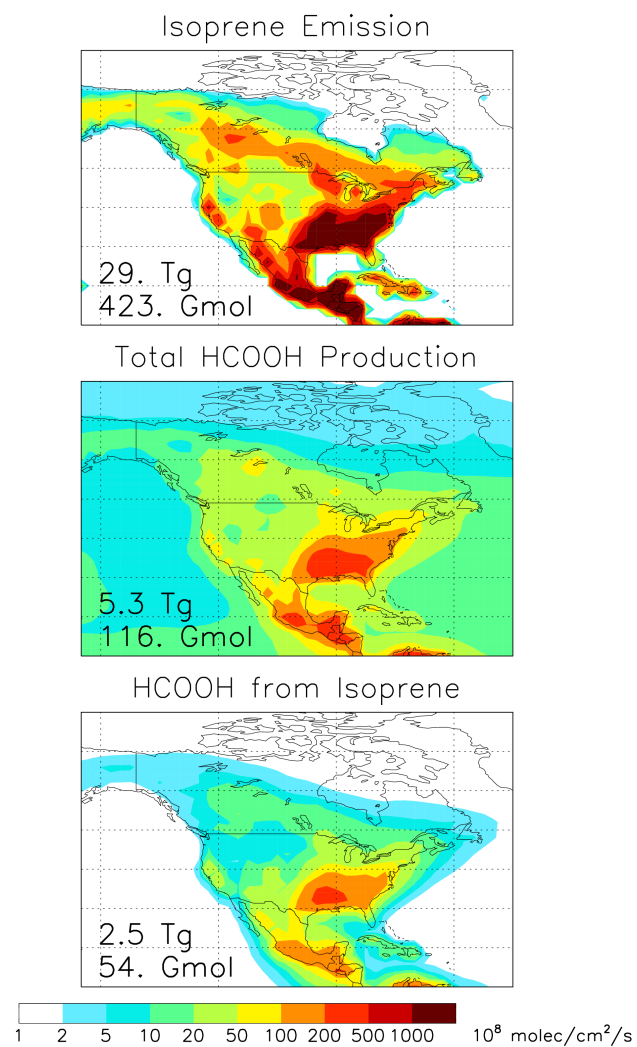 Isoprene Emission
29. Tg
423. Gmol
Total HCOOH Production
5.3 Tg
116. Gmol
HCOOH from Isoprene
2.5 Tg
54. Gmol
1 2 5 10 20 50 100 200 500 1000 10⁸ molec/cm²/s